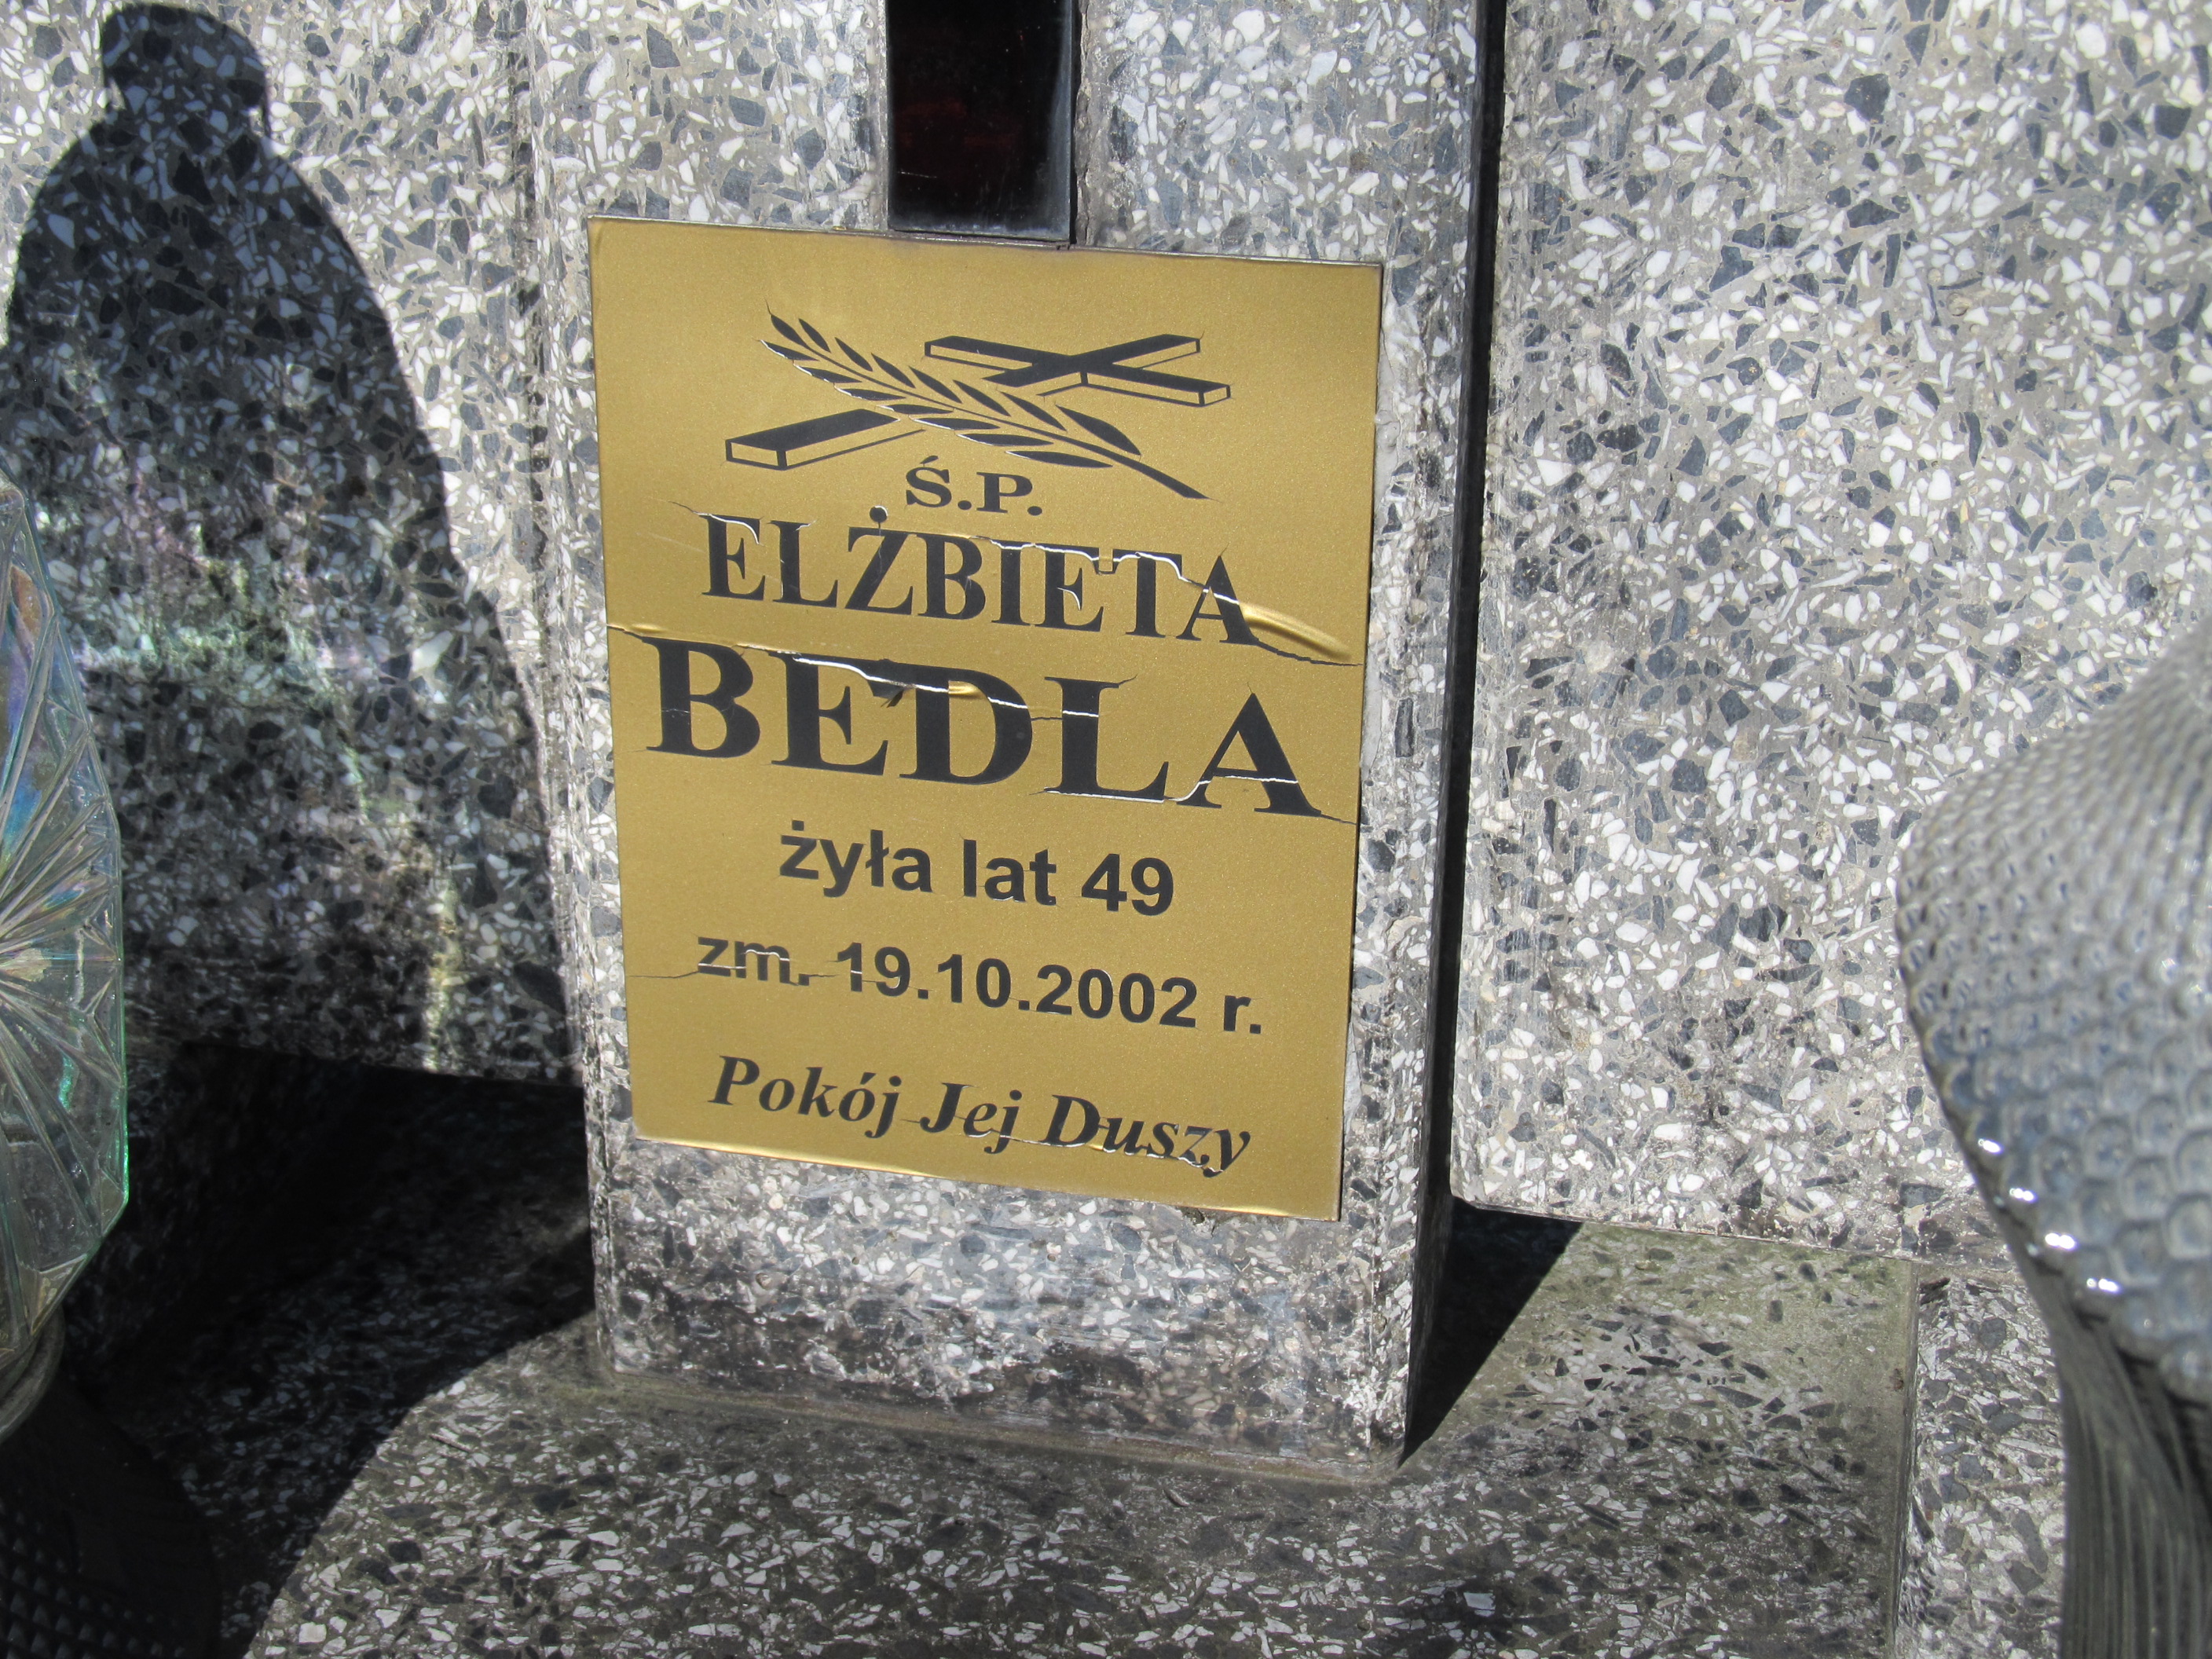 Ś.P.
ELŻBIETA
BEDLA
żyła lat 49
zm. 19.10.2002 r.
Pokój Jej Duszy